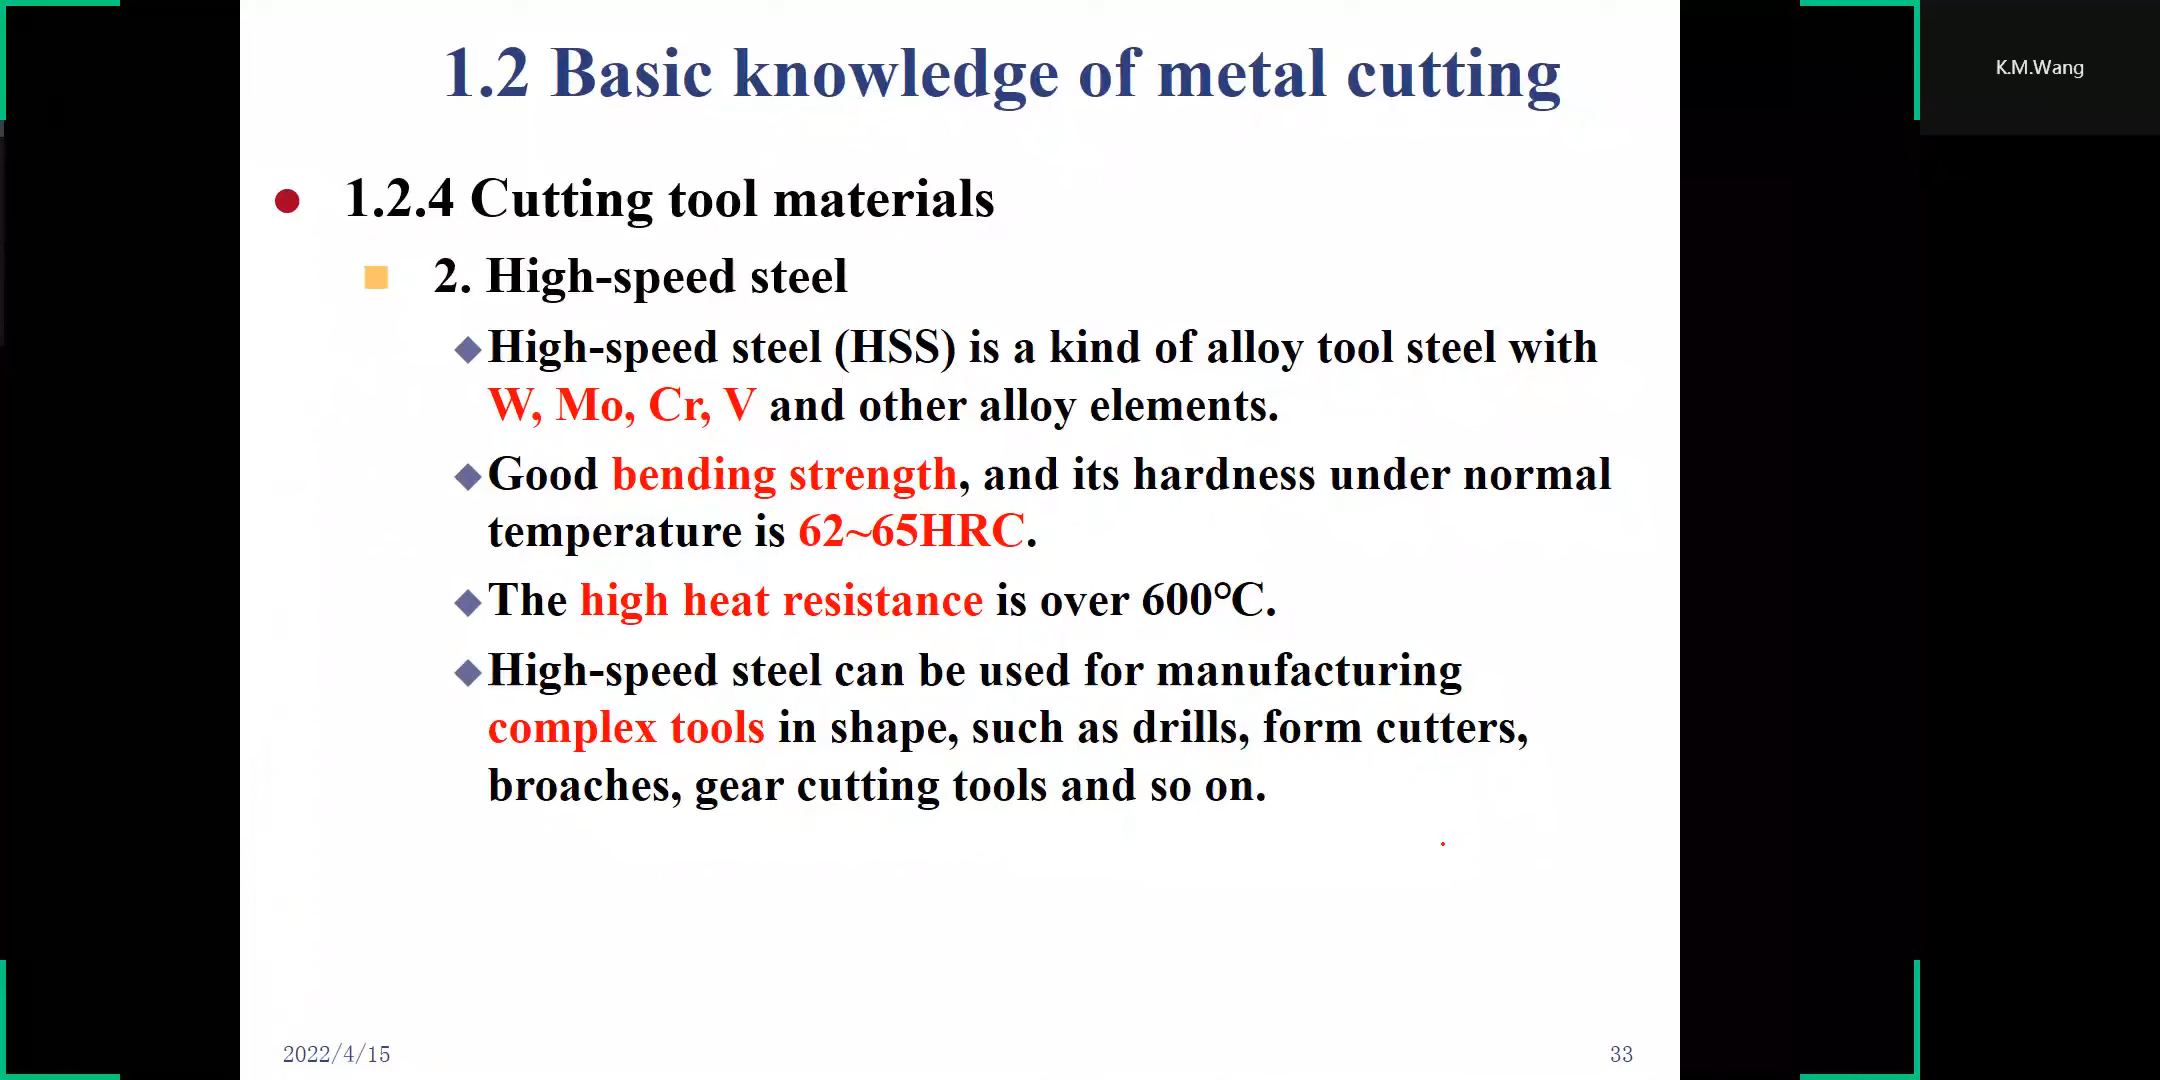 1.2 Basic knowledge of metal cutting
K.M.Wang
1.2.4 Cutting tool materials
2. High-speed steel
High-speed steel (HSS) is a kind of alloy tool steel with
W, Mo, Cr, V and other alloy elements.
Good bending strength, and its hardness under normal
temperature is 62~65HRC.
The high heat resistance is over 600℃.
High-speed steel can be used for manufacturing
complex tools in shape, such as drills, form cutters,
broaches, gear cutting tools and so on.
2022/4/15
33